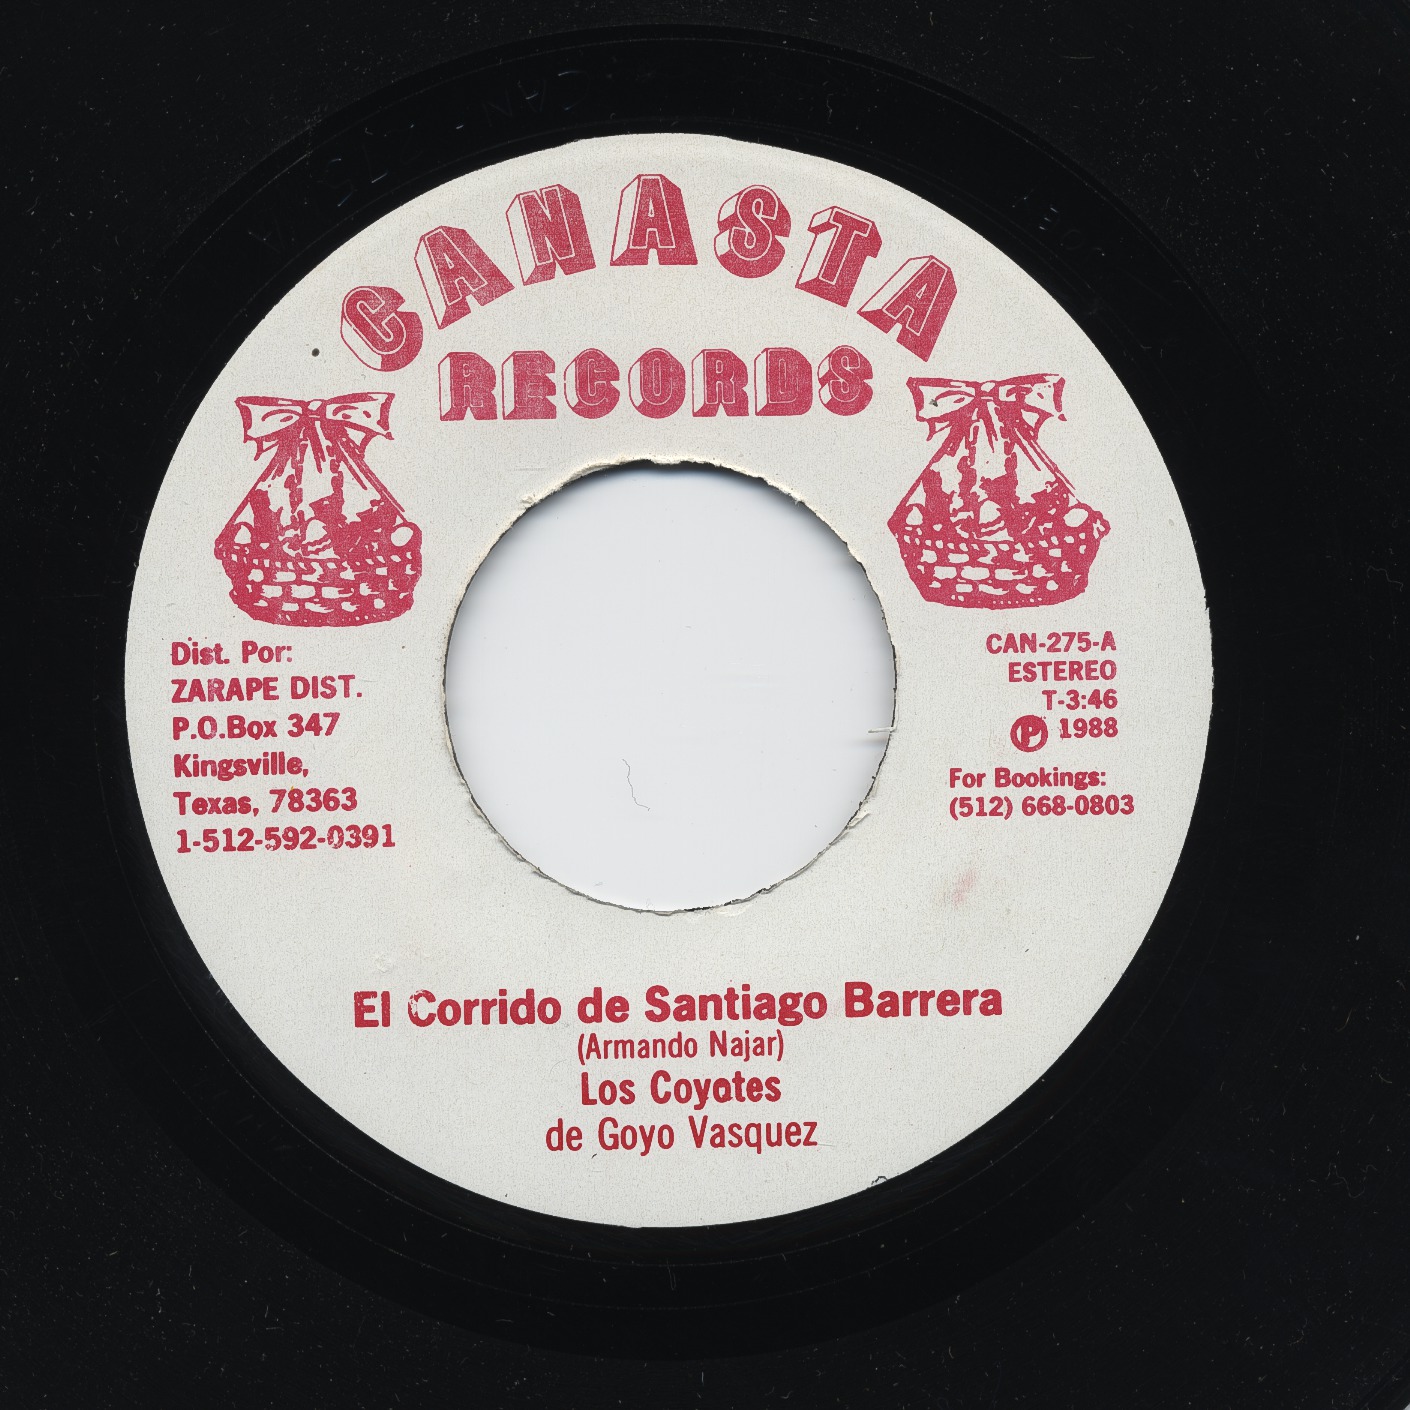 CANASTA
RECORDS
Dist. Por:
ZARAPE DIST.
P.O.Box 347
Kingsville,
Texas, 78363
1-512-592-0391
CAN-275-A
ESTEREO
T-3:46
Ⓟ 1988
For Bookings:
(512) 668-0803
El Corrido de Santiago Barrera
(Armando Najar)
Los Coyotes
de Goyo Vasquez